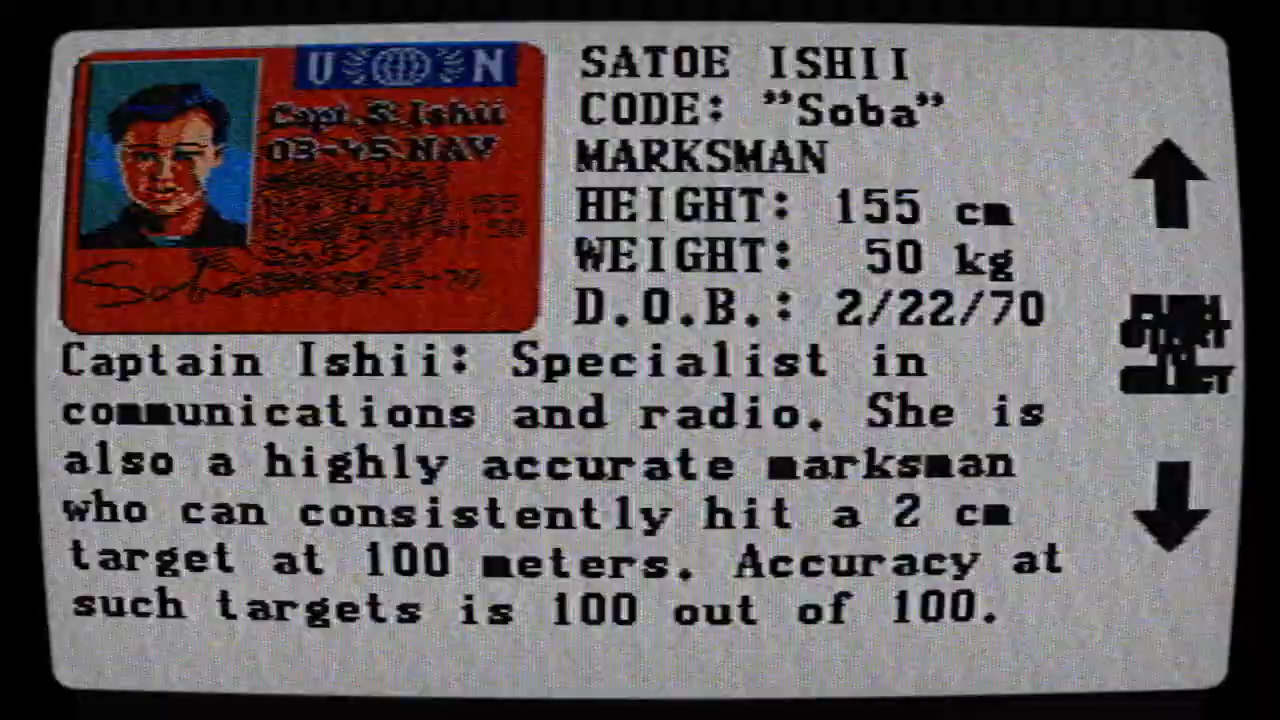 U N
Capt. S. Ishii
03-45 NAV
SATOE ISHII
CODE: "Soba"
MARKSMAN
HEIGHT: 155 cm
WEIGHT: 50 kg
D.O.B.: 2/22/70
Captain Ishii: Specialist in
communications and radio. She is
also a highly accurate marksman
who can consistently hit a 2 cm
target at 100 meters. Accuracy at
such targets is 100 out of 100.